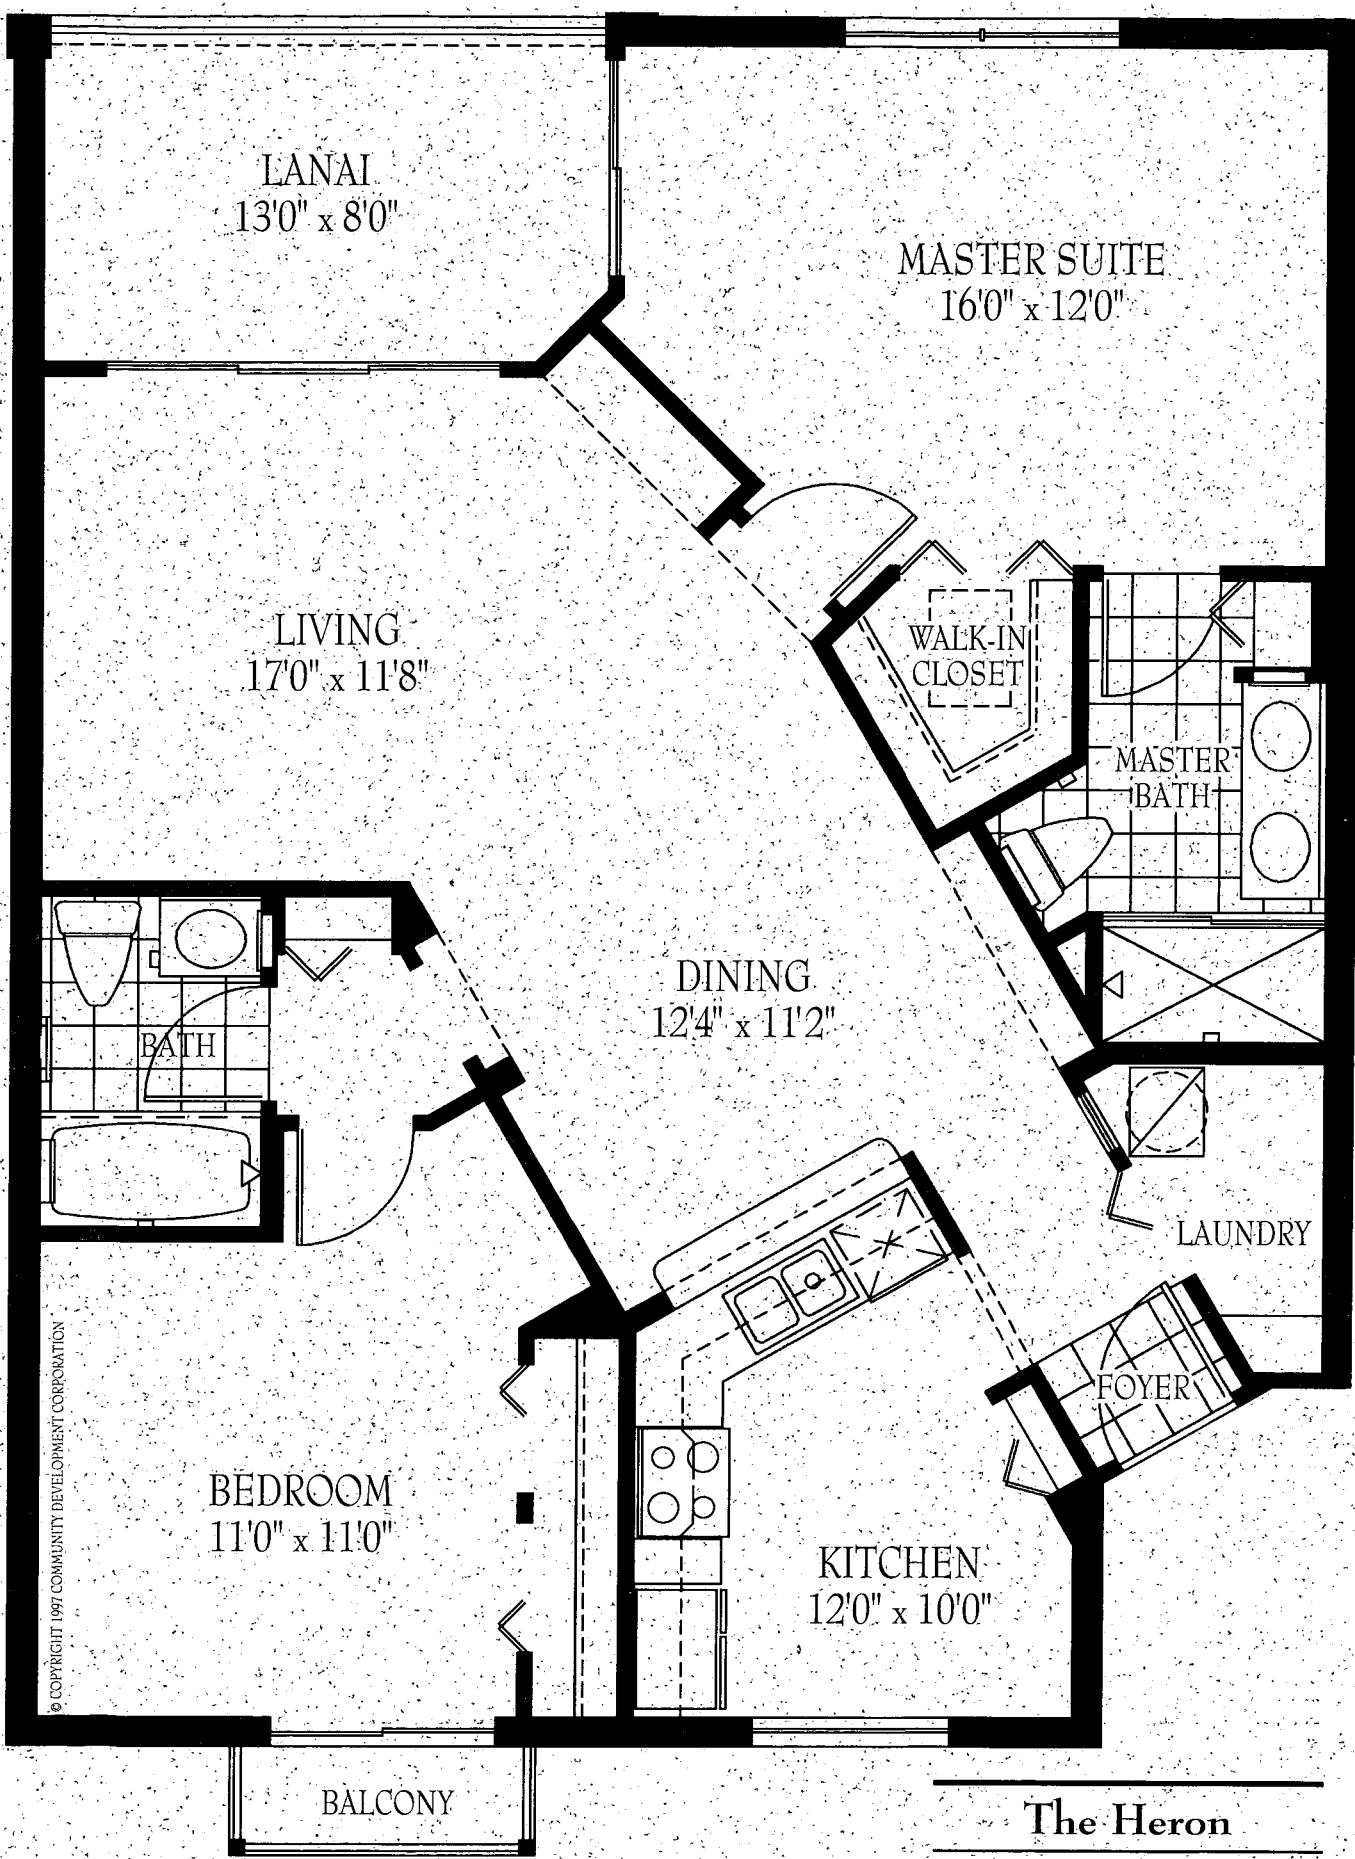 LANAI
13'0" x 8'0"
MASTER SUITE
16'0" x 12'0"
LIVING
17'0" x 11'8"
WALK-IN
CLOSET
MASTER
BATH
DINING
12'4" x 11'2"
BATH
LAUNDRY
FOYER
BEDROOM
11'0" x 11'0"
KITCHEN
12'0" x 10'0"
© COPYRIGHT 1997 COMMUNITY DEVELOPMENT CORPORATION
BALCONY
The Heron